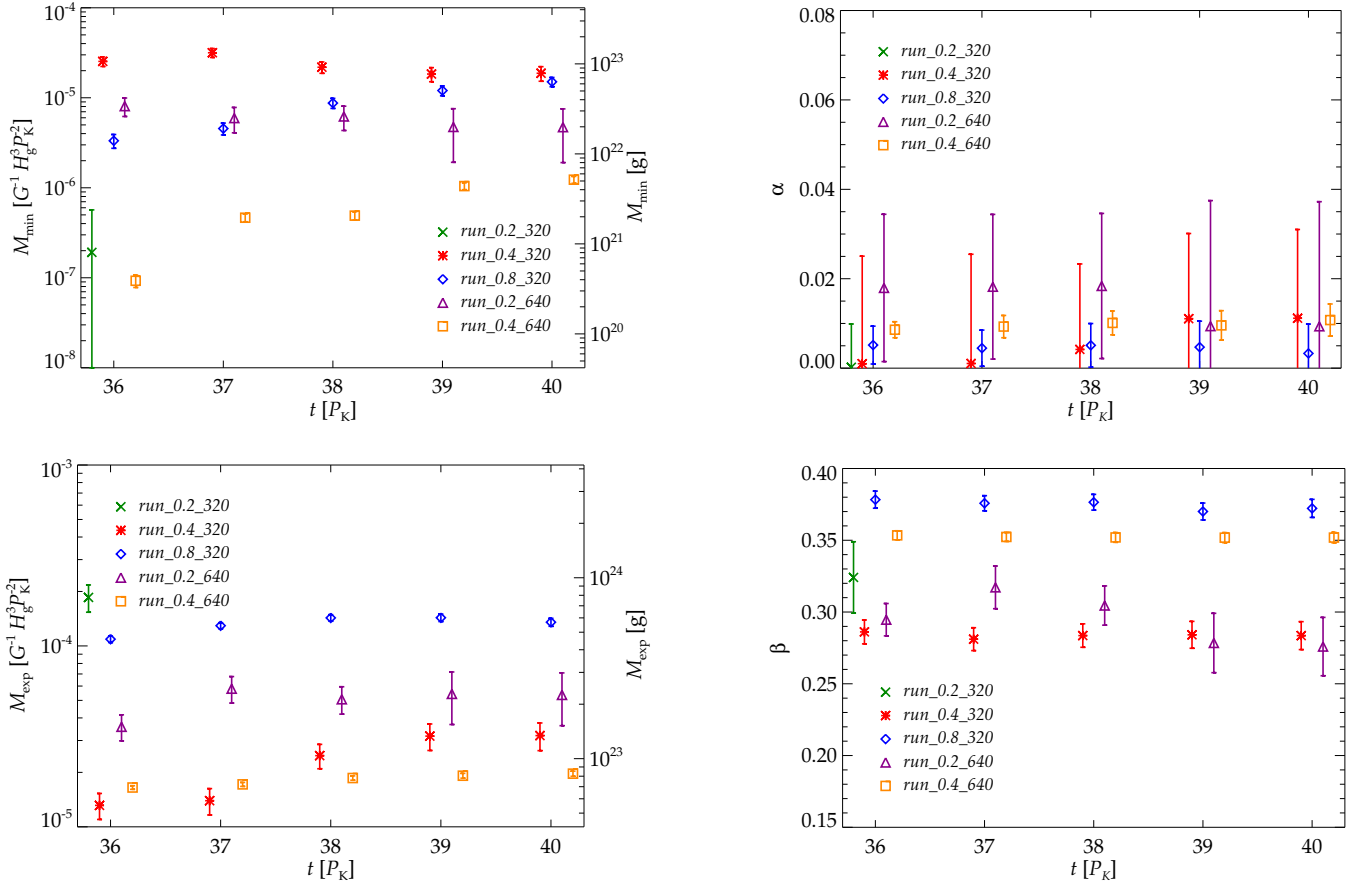 10^-4
10^-5
10^-6
10^-7
10^-8
M_min [G^-1 H_g^3 P_K^-2]
10^23
10^22
10^21
10^20
M_min [g]
run_0.2_320
run_0.4_320
run_0.8_320
run_0.2_640
run_0.4_640
36 37 38 39 40
t [P_K]
0.08
0.06
0.04
0.02
0.00
α
run_0.2_320
run_0.4_320
run_0.8_320
run_0.2_640
run_0.4_640
36 37 38 39 40
t [P_K]
10^-3
10^-4
10^-5
M_exp [G^-1 H_g^3 P_K^-2]
10^24
10^23
M_exp [g]
run_0.2_320
run_0.4_320
run_0.8_320
run_0.2_640
run_0.4_640
36 37 38 39 40
t [P_K]
0.40
0.35
0.30
0.25
0.20
0.15
β
run_0.2_320
run_0.4_320
run_0.8_320
run_0.2_640
run_0.4_640
36 37 38 39 40
t [P_K]